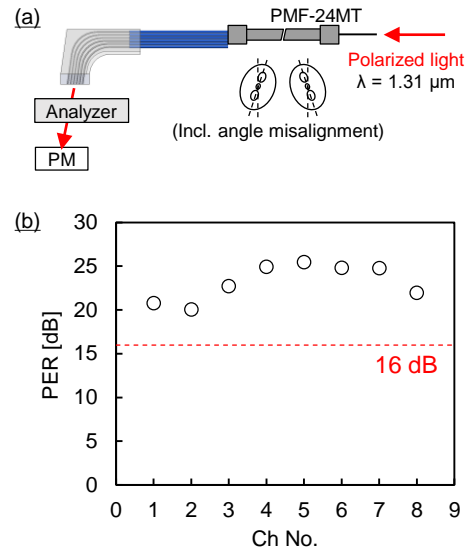 (a)
PMF-24MT
Polarized light
λ = 1.31 µm
Analyzer
(Incl. angle misalignment)
PM
(b)
30
25
20
15
10
5
0
PER [dB]
16 dB
0 1 2 3 4 5 6 7 8 9
Ch No.